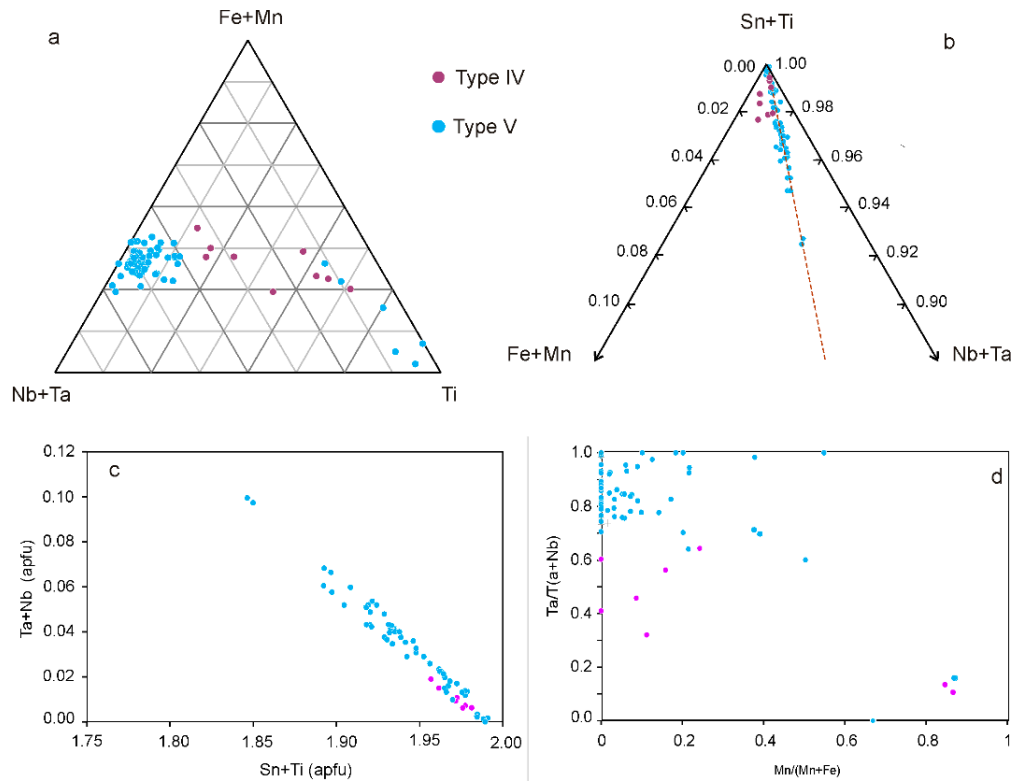 Fe+Mn
a
Type IV
Type V
Nb+Ta
Ti
Sn+Ti
b
0.00 1.00
0.02 0.98
0.04 0.96
0.06 0.94
0.08 0.92
0.10 0.90
Fe+Mn
Nb+Ta
c
0.12
0.10
0.08
0.06
0.04
0.02
0.00
Ta+Nb (apfu)
1.75 1.80 1.85 1.90 1.95 2.00
Sn+Ti (apfu)
d
1.0
0.8
0.6
0.4
0.2
0.0
Ta/T(a+Nb)
0 0.2 0.4 0.6 0.8 1
Mn/(Mn+Fe)